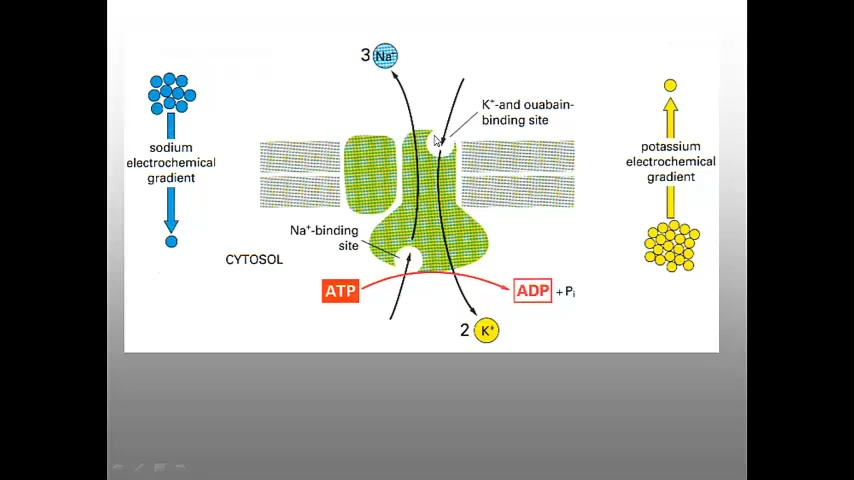 3 Na⁺
K⁺-and ouabain-
binding site
sodium
electrochemical
gradient
potassium
electrochemical
gradient
Na⁺-binding
site
CYTOSOL
ATP
ADP + Pi
2 K⁺